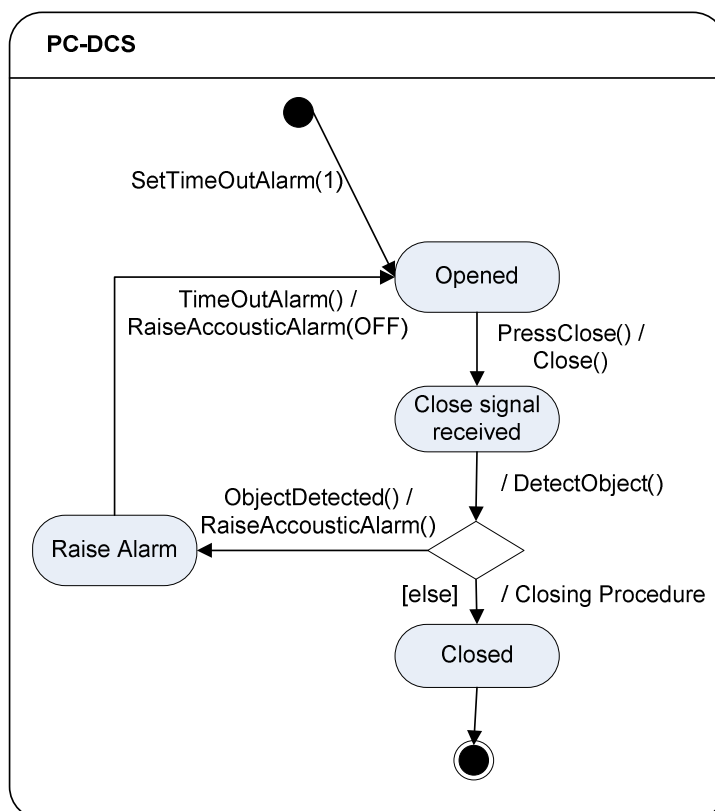 PC-DCS
SetTimeOutAlarm(1)
Opened
TimeOutAlarm() /
RaiseAccousticAlarm(OFF)
PressClose() /
Close()
Close signal
received
/ DetectObject()
ObjectDetected() /
RaiseAccousticAlarm()
Raise Alarm
[else]
/ Closing Procedure
Closed